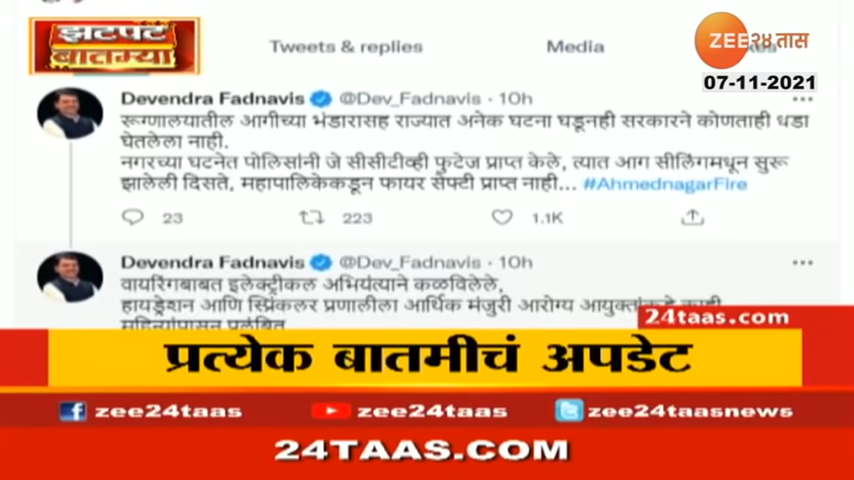 झटपट
बातम्या
Tweets & replies
Media
ZEE २४ तास
07-11-2021
Devendra Fadnavis @Dev_Fadnavis · 10h
रुग्णालयातील आगीच्या भंडारासह राज्यात अनेक घटना घडूनही सरकारने कोणताही धडा
घेतलेला नाही.
नगरच्या घटनेत पोलिसांनी जे सीसीटीव्ही फुटेज प्राप्त केले, त्यात आग सीलिंगमधून सुरू
झालेली दिसते, महापालिकेकडून फायर सेफ्टी प्राप्त नाही... #AhmednagarFire
23
223
1.1K
Devendra Fadnavis @Dev_Fadnavis · 10h
वायरिंगबाबत इलेक्ट्रीकल अभियंत्याने कळविलेले,
हायड्रेशन आणि स्प्रिंकलर प्रणालीला आर्थिक मंजुरी आरोग्य आयुक्तांकडे काही
महिन्यांपासून प्रलंबित
24taas.com
प्रत्येक बातमीचं अपडेट
zee24taas
zee24taas
zee24taasnews
24TAAS.COM